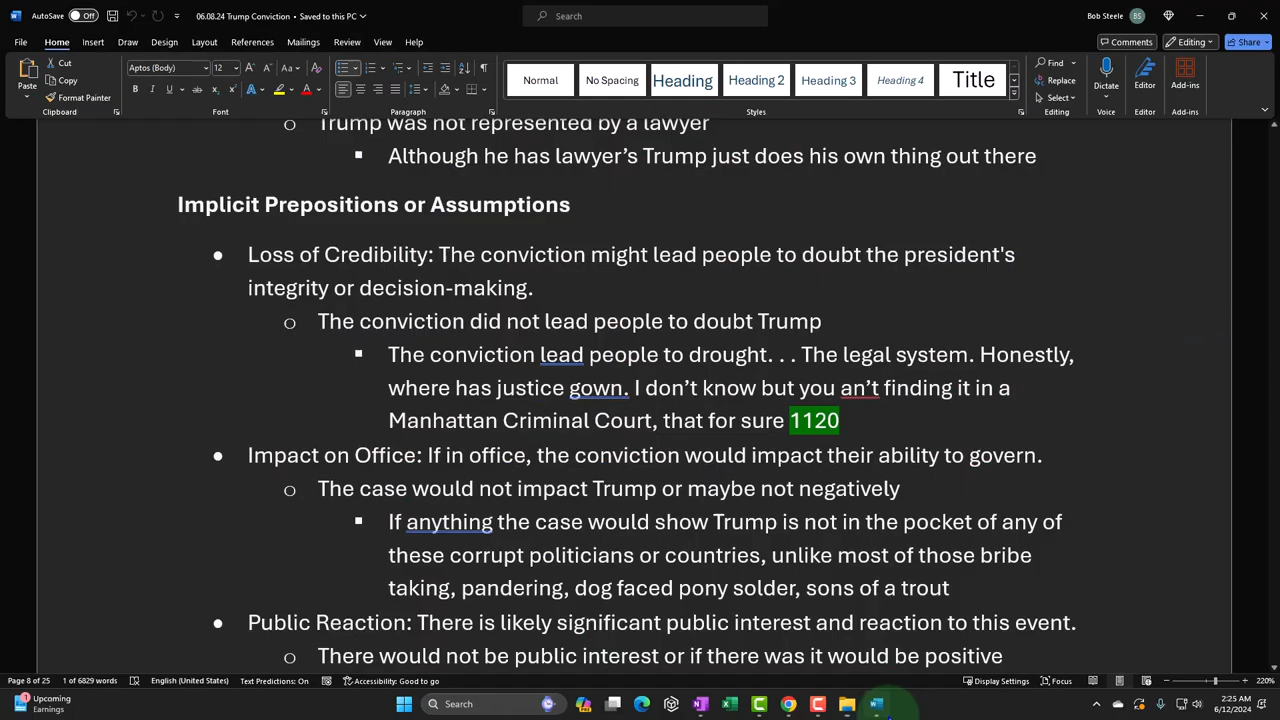 AutoSave Off 06.08.24 Trump Conviction • Saved to this PC Search Bob Steele BS
File Home Insert Draw Design Layout References Mailings Review View Help Comments Editing Share
Paste Cut Copy Format Painter Clipboard
Aptos (Body) 12 Font
Paragraph
Normal No Spacing Heading Heading 2 Heading 3 Heading 4 Title Styles
Find Replace Select Editing
Dictate Voice
Editor Editor
Add-ins Add-ins
o Trump was not represented by a lawyer
▪ Although he has lawyer’s Trump just does his own thing out there
Implicit Prepositions or Assumptions
• Loss of Credibility: The conviction might lead people to doubt the president's
integrity or decision-making.
o The conviction did not lead people to doubt Trump
▪ The conviction lead people to drought. . . The legal system. Honestly,
where has justice gown. I don’t know but you an’t finding it in a
Manhattan Criminal Court, that for sure 1120
• Impact on Office: If in office, the conviction would impact their ability to govern.
o The case would not impact Trump or maybe not negatively
▪ If anything the case would show Trump is not in the pocket of any of
these corrupt politicians or countries, unlike most of those bribe
taking, pandering, dog faced pony solder, sons of a trout
• Public Reaction: There is likely significant public interest and reaction to this event.
o There would not be public interest or if there was it would be positive
Page 8 of 25 1 of 6829 words English (United States) Text Predictions: On Accessibility: Good to go Display Settings Focus 220%
Upcoming
Earnings
Search
2:25 AM
6/12/2024